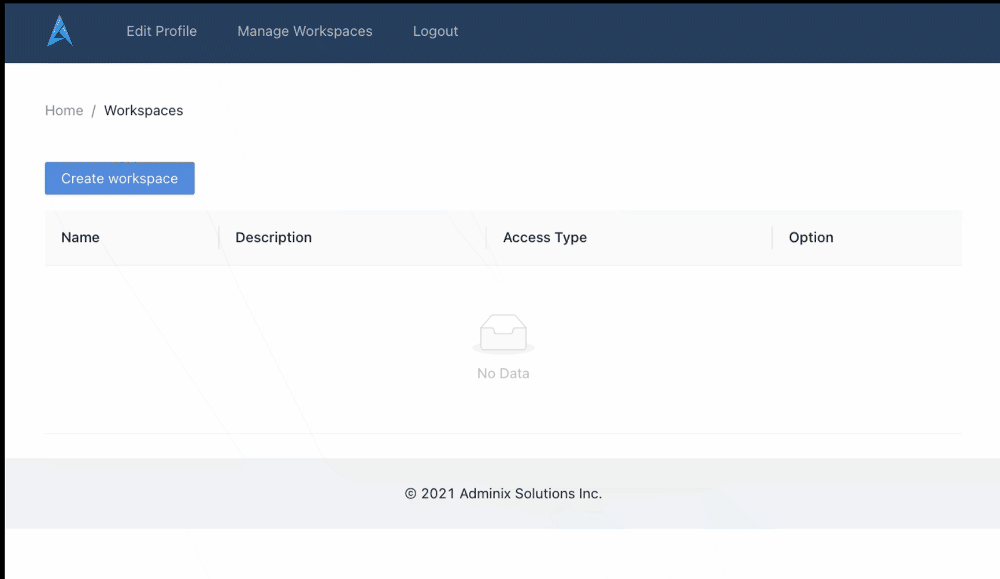 Edit Profile Manage Workspaces Logout
Home / Workspaces
Create workspace
Name Description Access Type Option
No Data
© 2021 Adminix Solutions Inc.